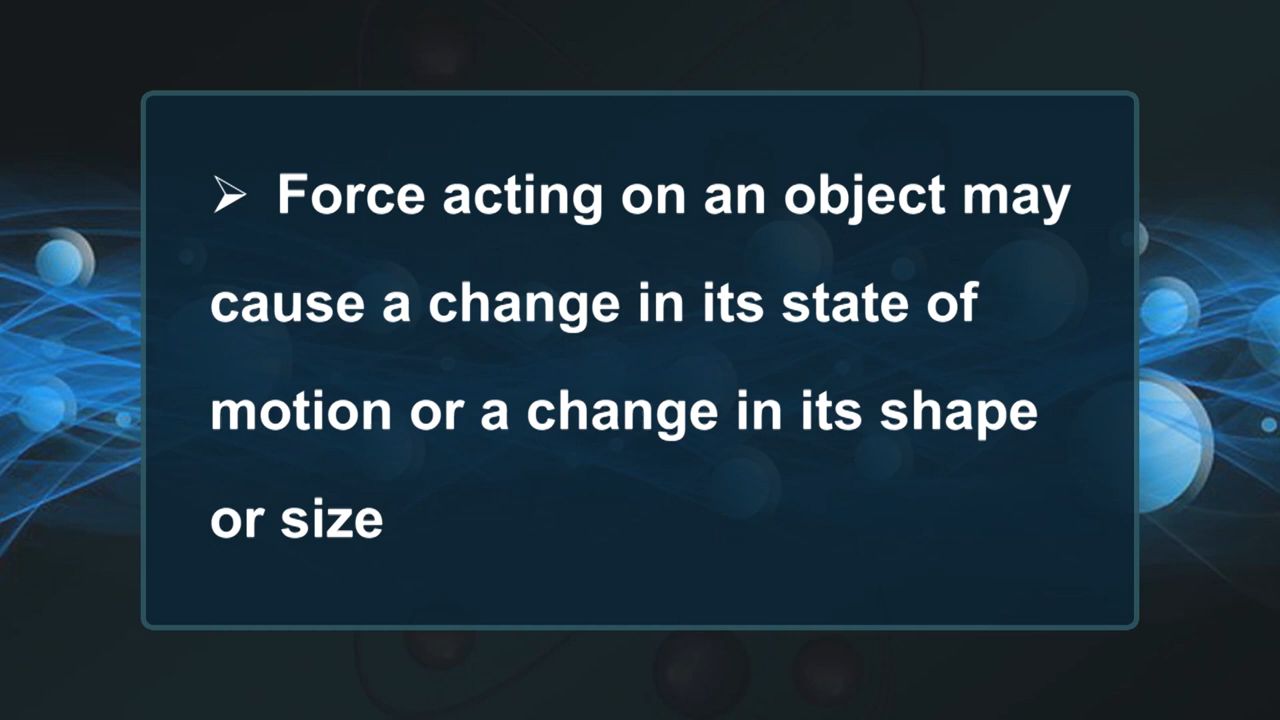 ➢ Force acting on an object may
cause a change in its state of
motion or a change in its shape
or size